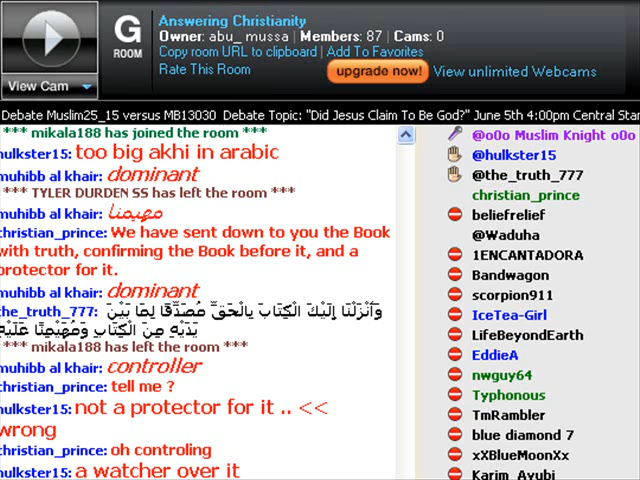 G
ROOM
Answering Christianity
Owner: abu_ mussa | Members: 87 | Cams: 0
Copy room URL to clipboard | Add To Favorites
Rate This Room
upgrade now!
View unlimited Webcams
View Cam
Debate Muslim25_15 versus MB13030 Debate Topic: "Did Jesus Claim To Be God?" June 5th 4:00pm Central Star
*** mikala188 has joined the room ***
hulkster15: too big akhi in arabic
muhibb al khair: dominant
*** TYLER DURDEN SS has left the room ***
muhibb al khair: مهيمنا
christian_prince: We have sent down to you the Book
with truth, confirming the Book before it, and a
protector for it.
muhibb al khair: dominant
the_truth_777: وَأَنْزَلْنَا إِلَيْكَ الْكِتَابَ بِالْحَقِّ مُصَدِّقًا لِمَا بَيْنَ
يَدَيْهِ مِنَ الْكِتَابِ وَمُهَيْمِنًا عَلَيْهِ
*** mikala188 has left the room ***
muhibb al khair: controller
christian_prince: tell me ?
hulkster15: not a protector for it .. <<
wrong
christian_prince: oh controling
hulkster15: a watcher over it
@o0o Muslim Knight o0o
@hulkster15
@the_truth_777
christian_prince
beliefrelief
@Waduha
1ENCANTADORA
Bandwagon
scorpion911
IceTea-Girl
LifeBeyondEarth
EddieA
nwguy64
Typhonous
TmRambler
blue diamond 7
xXBlueMoonXx
Karim_Ayubi